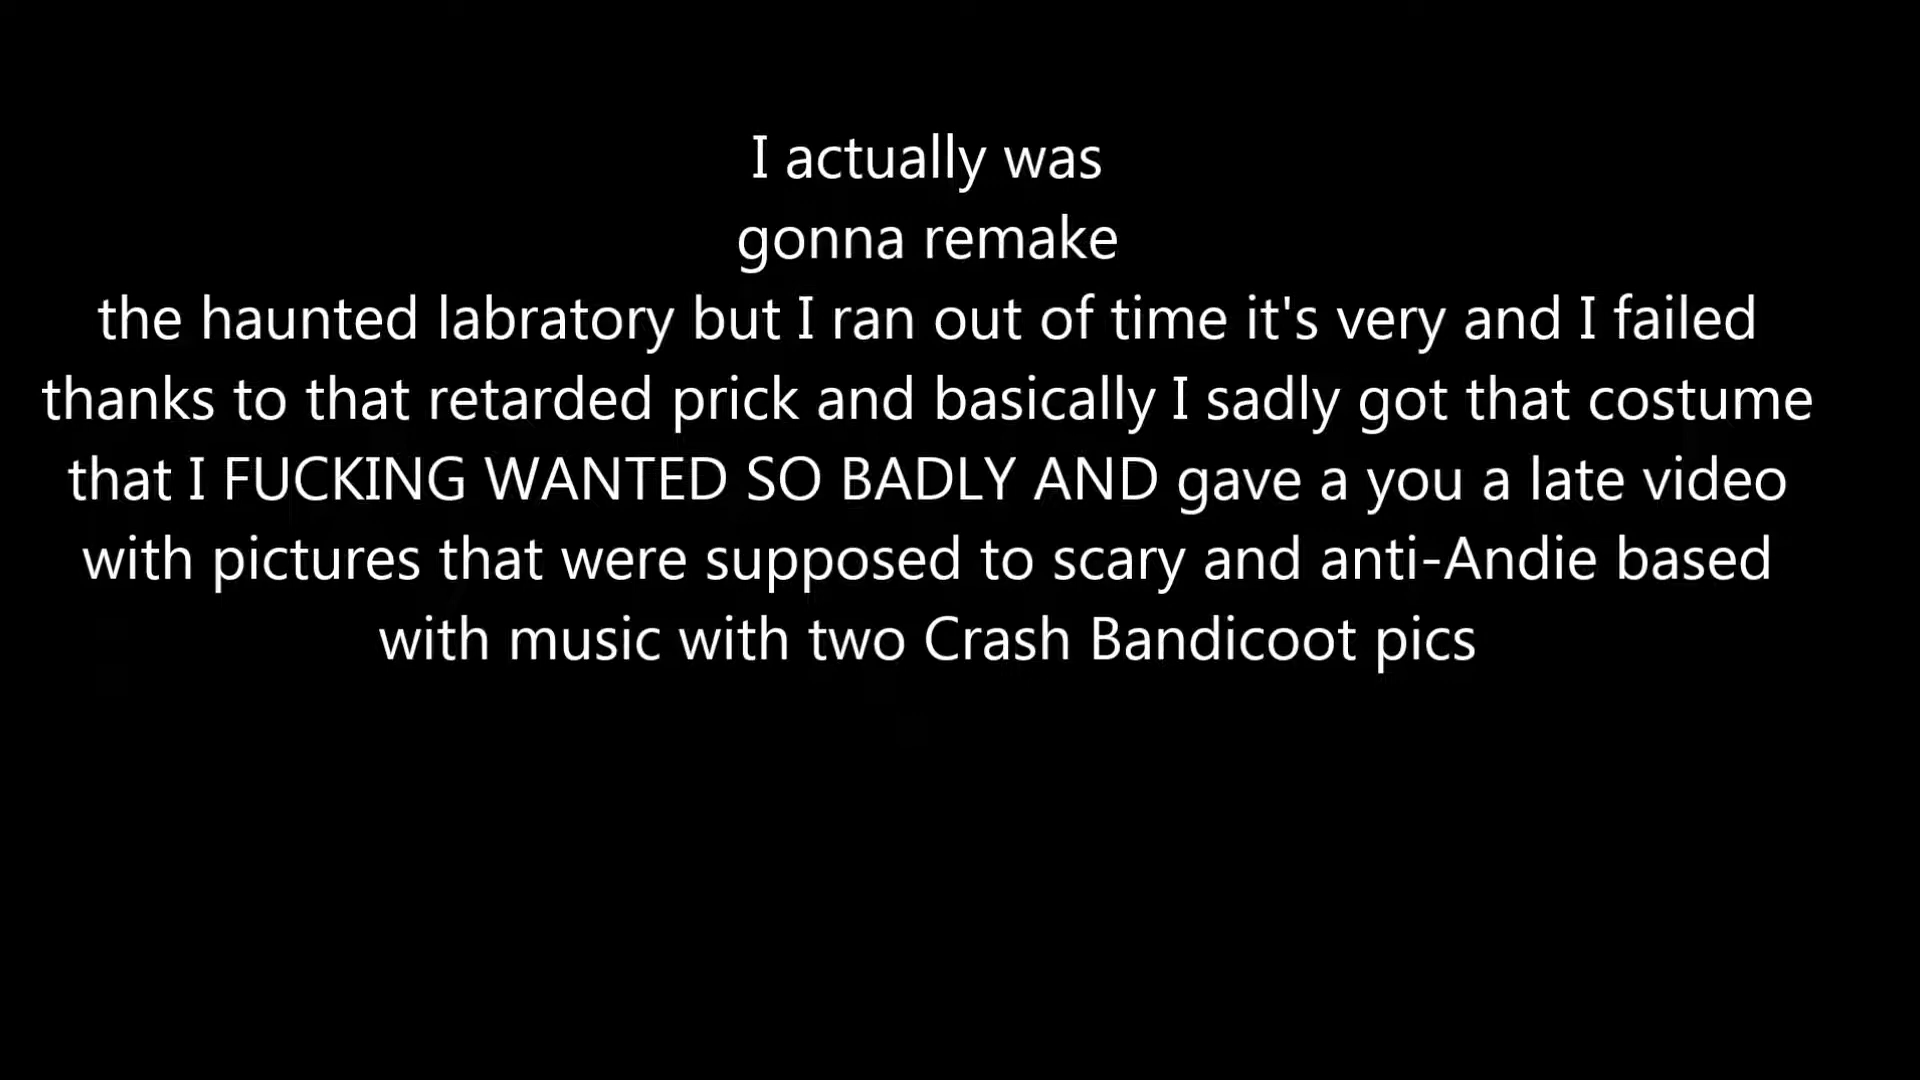 I actually was
gonna remake
the haunted labratory but I ran out of time it's very and I failed
thanks to that retarded prick and basically I sadly got that costume
that I FUCKING WANTED SO BADLY AND gave a you a late video
with pictures that were supposed to scary and anti-Andie based
with music with two Crash Bandicoot pics